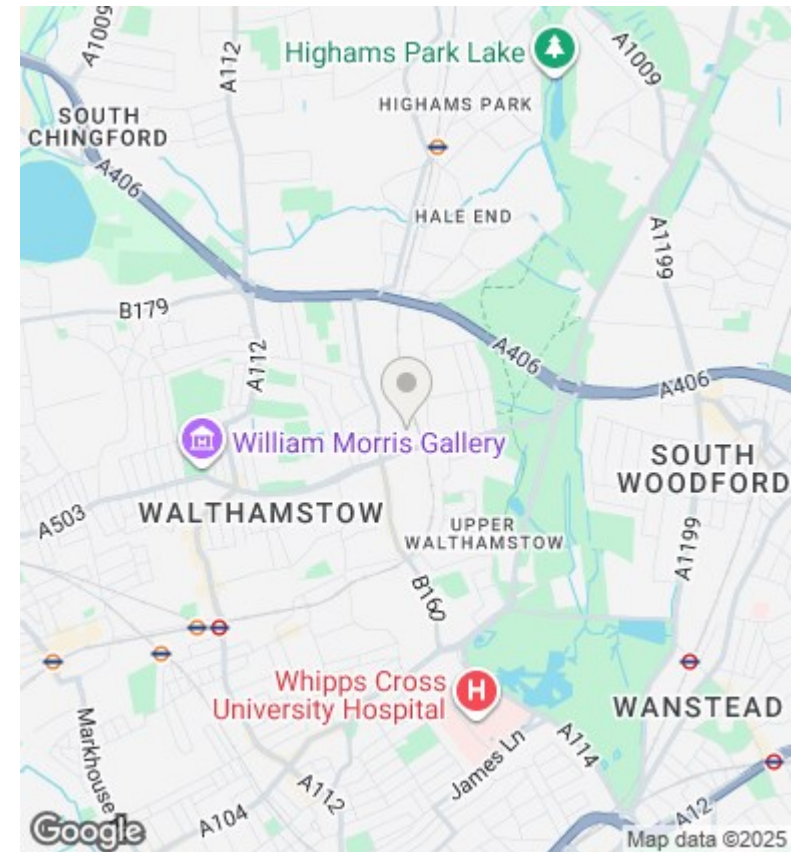 A1009
A112
Highams Park Lake
A1009
HIGHAMS PARK
SOUTH
CHINGFORD
A406
HALE END
A1199
B179
A112
A406
A406
William Morris Gallery
SOUTH
WOODFORD
A503
WALTHAMSTOW
UPPER
WALTHAMSTOW
A1199
B160
H
Whipps Cross
University Hospital
WANSTEAD
Markhouse
James Ln
A114
A112
A104
A12
Google
Map data ©2025